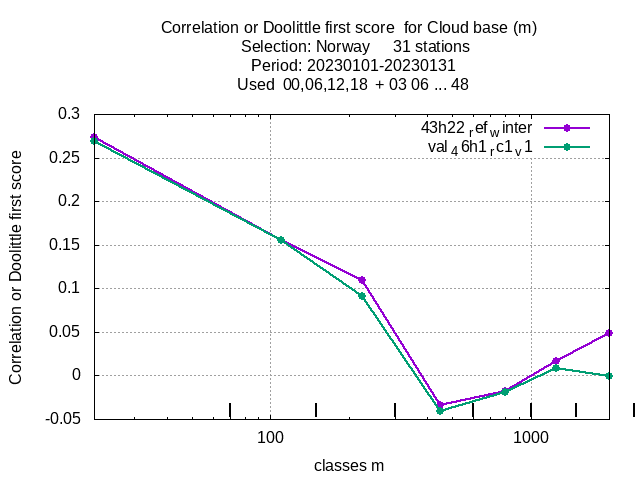 Correlation or Doolittle first score  for Cloud base (m)
Selection: Norway     31 stations
Period: 20230101-20230131
Used  00,06,12,18  + 03 06 ... 48
43h22 r ef w inter
val 4 6h1 r c1 v 1
Correlation or Doolittle first score
0.3
0.25
0.2
0.15
0.1
0.05
0
-0.05
100
1000
classes m